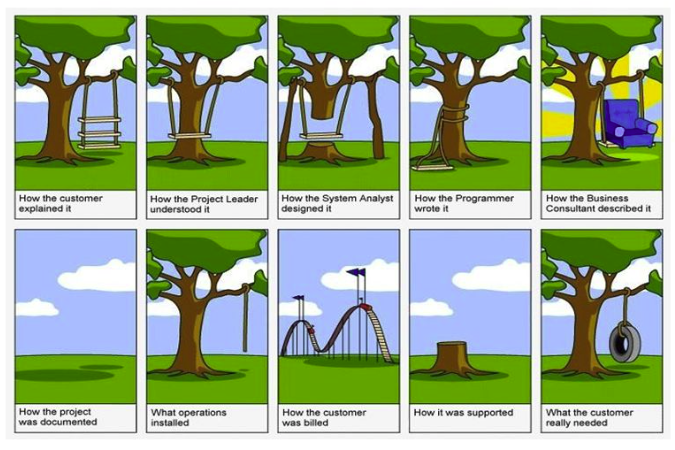 How the customer
explained it
How the Project Leader
understood it
How the System Analyst
designed it
How the Programmer
wrote it
How the Business
Consultant described it
How the project
was documented
What operations
installed
How the customer
was billed
How it was supported
What the customer
really needed